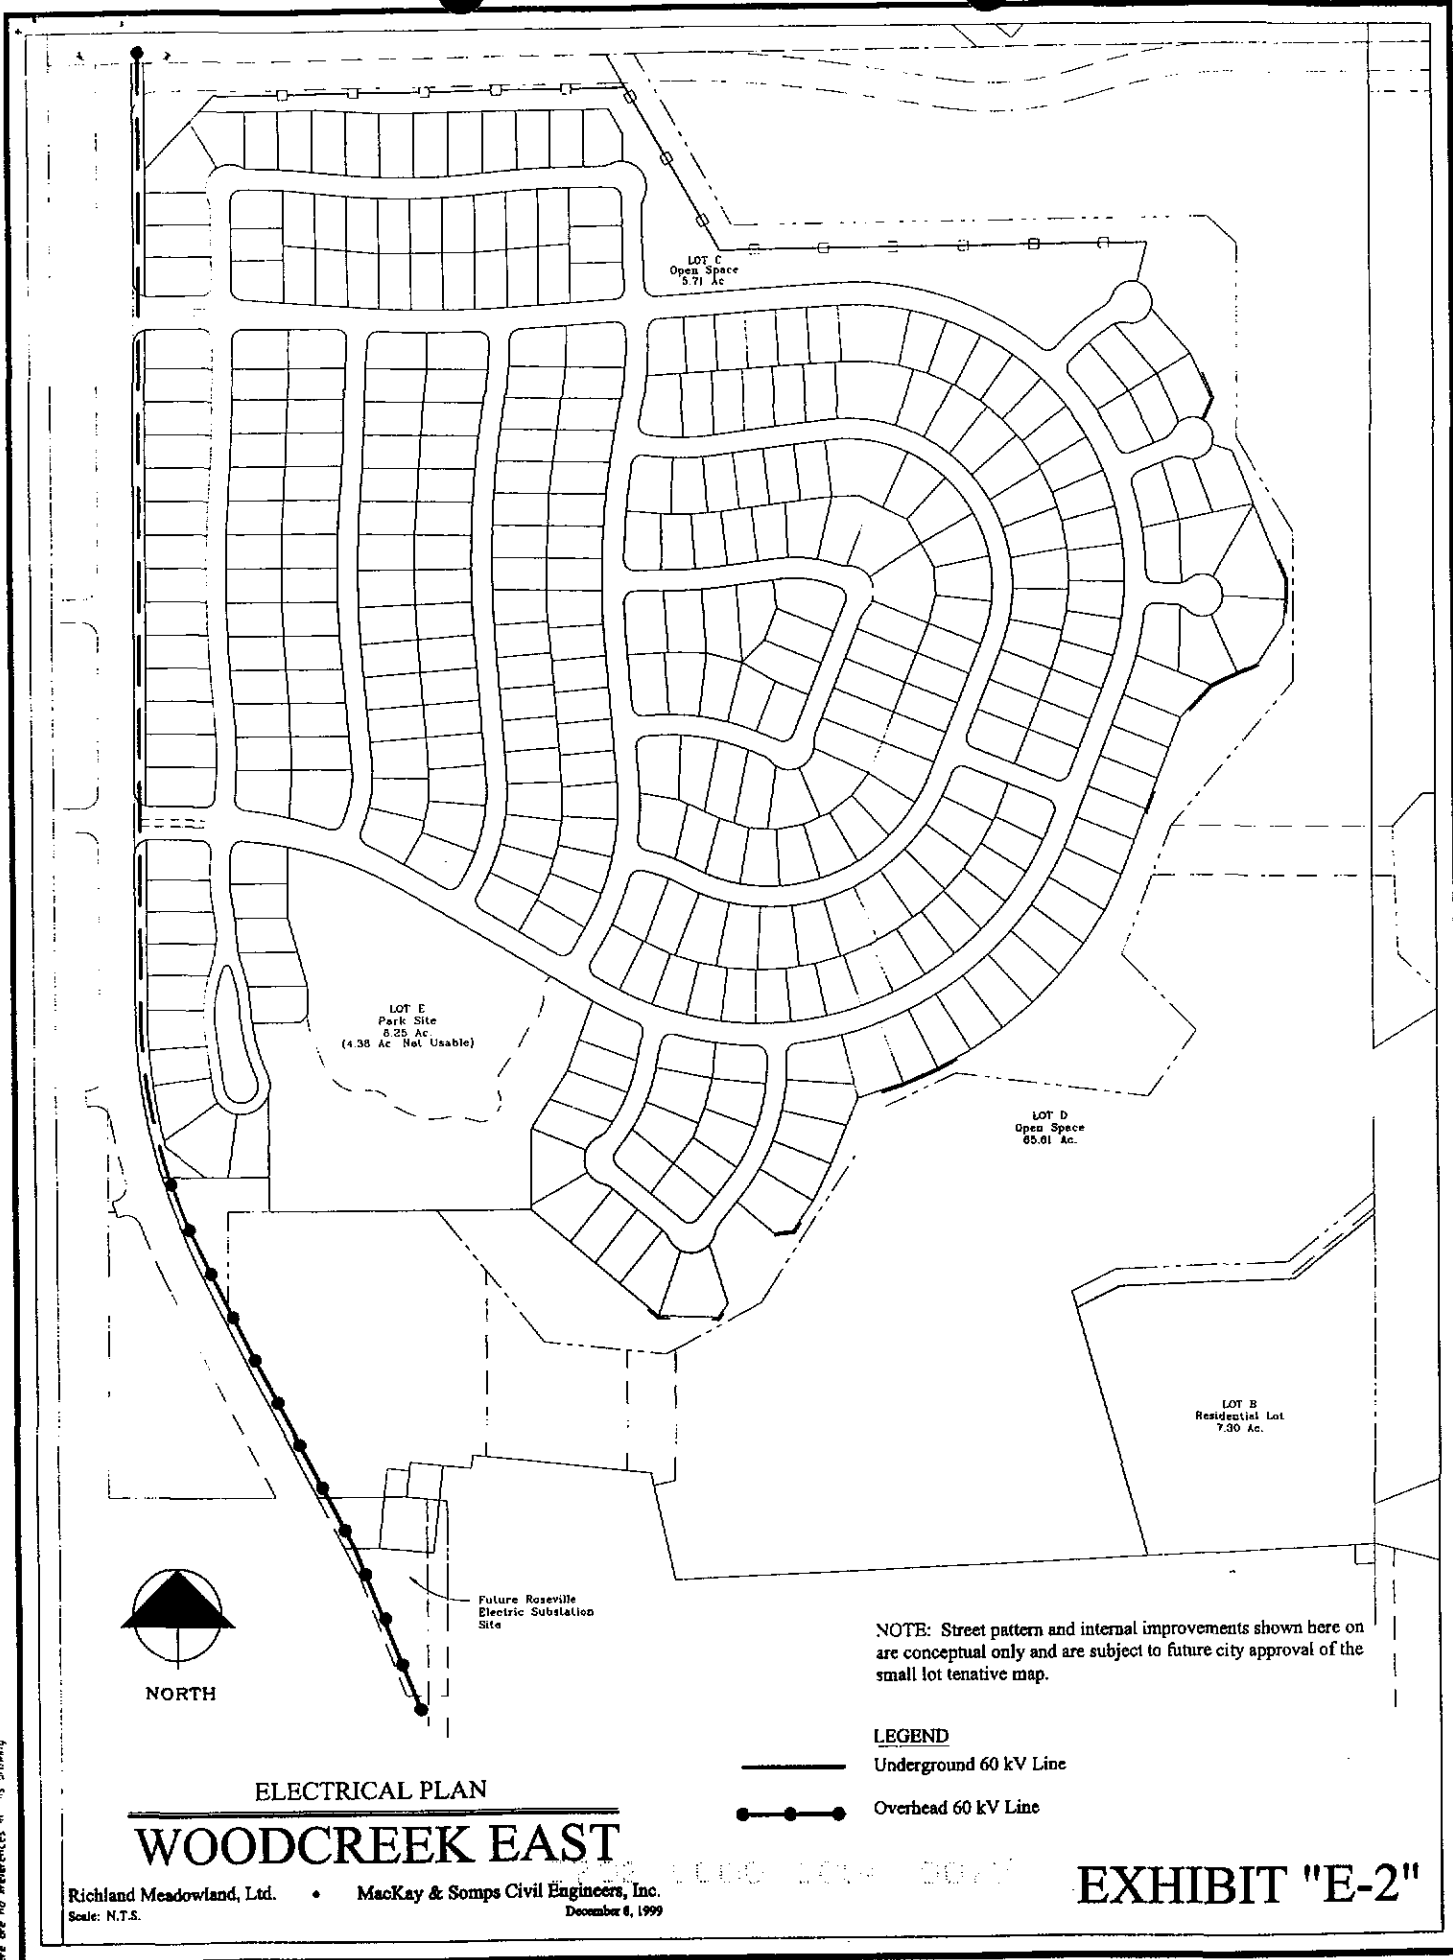 LOT C
Open Space
5.71 Ac
LOT E
Park Site
8.25 Ac.
(4.38 Ac Not Usable)
LOT D
Open Space
65.61 Ac.
LOT B
Residential Lot
7.30 Ac.
Future Roseville
Electric Substation
Site
NORTH
NOTE: Street pattern and internal improvements shown here on
are conceptual only and are subject to future city approval of the
small lot tenative map.
LEGEND
Underground 60 kV Line
Overhead 60 kV Line
ELECTRICAL PLAN
WOODCREEK EAST
Richland Meadowland, Ltd. • MacKay & Somps Civil Engineers, Inc.
Scale: N.T.S.
December 8, 1999
EXHIBIT "E-2"